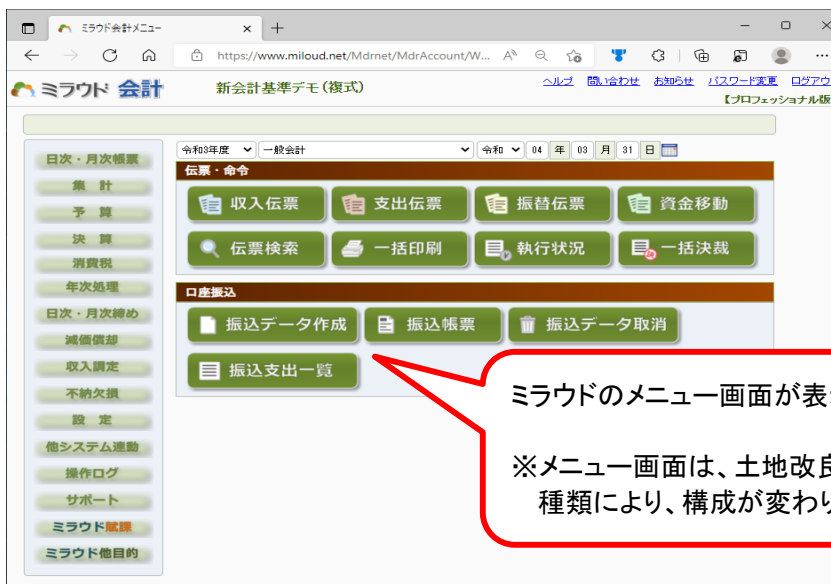 ミラウド会計メニュー
https://www.miloud.net/Mdrnet/MdrAccount/W...
ミラウド 会計
新会計基準デモ(複式)
ヘルプ 問い合わせ お知らせ パスワード変更 ログアウ
【プロフェッショナル版
令和3年度 一般会計 令和 04 年 03 月 31 日
日次・月次帳票
集 計
予 算
決 算
消費税
年次処理
日次・月次締め
減価償却
収入調定
不納欠損
設 定
他システム連動
操作ログ
サポート
ミラウド賦課
ミラウド他目的
伝票・命令
収入伝票 支出伝票 振替伝票 資金移動
伝票検索 一括印刷 執行状況 一括決裁
口座振込
振込データ作成 振込帳票 振込データ取消
振込支出一覧
ミラウドのメニュー画面が表
※メニュー画面は、土地改良
種類により、構成が変わり